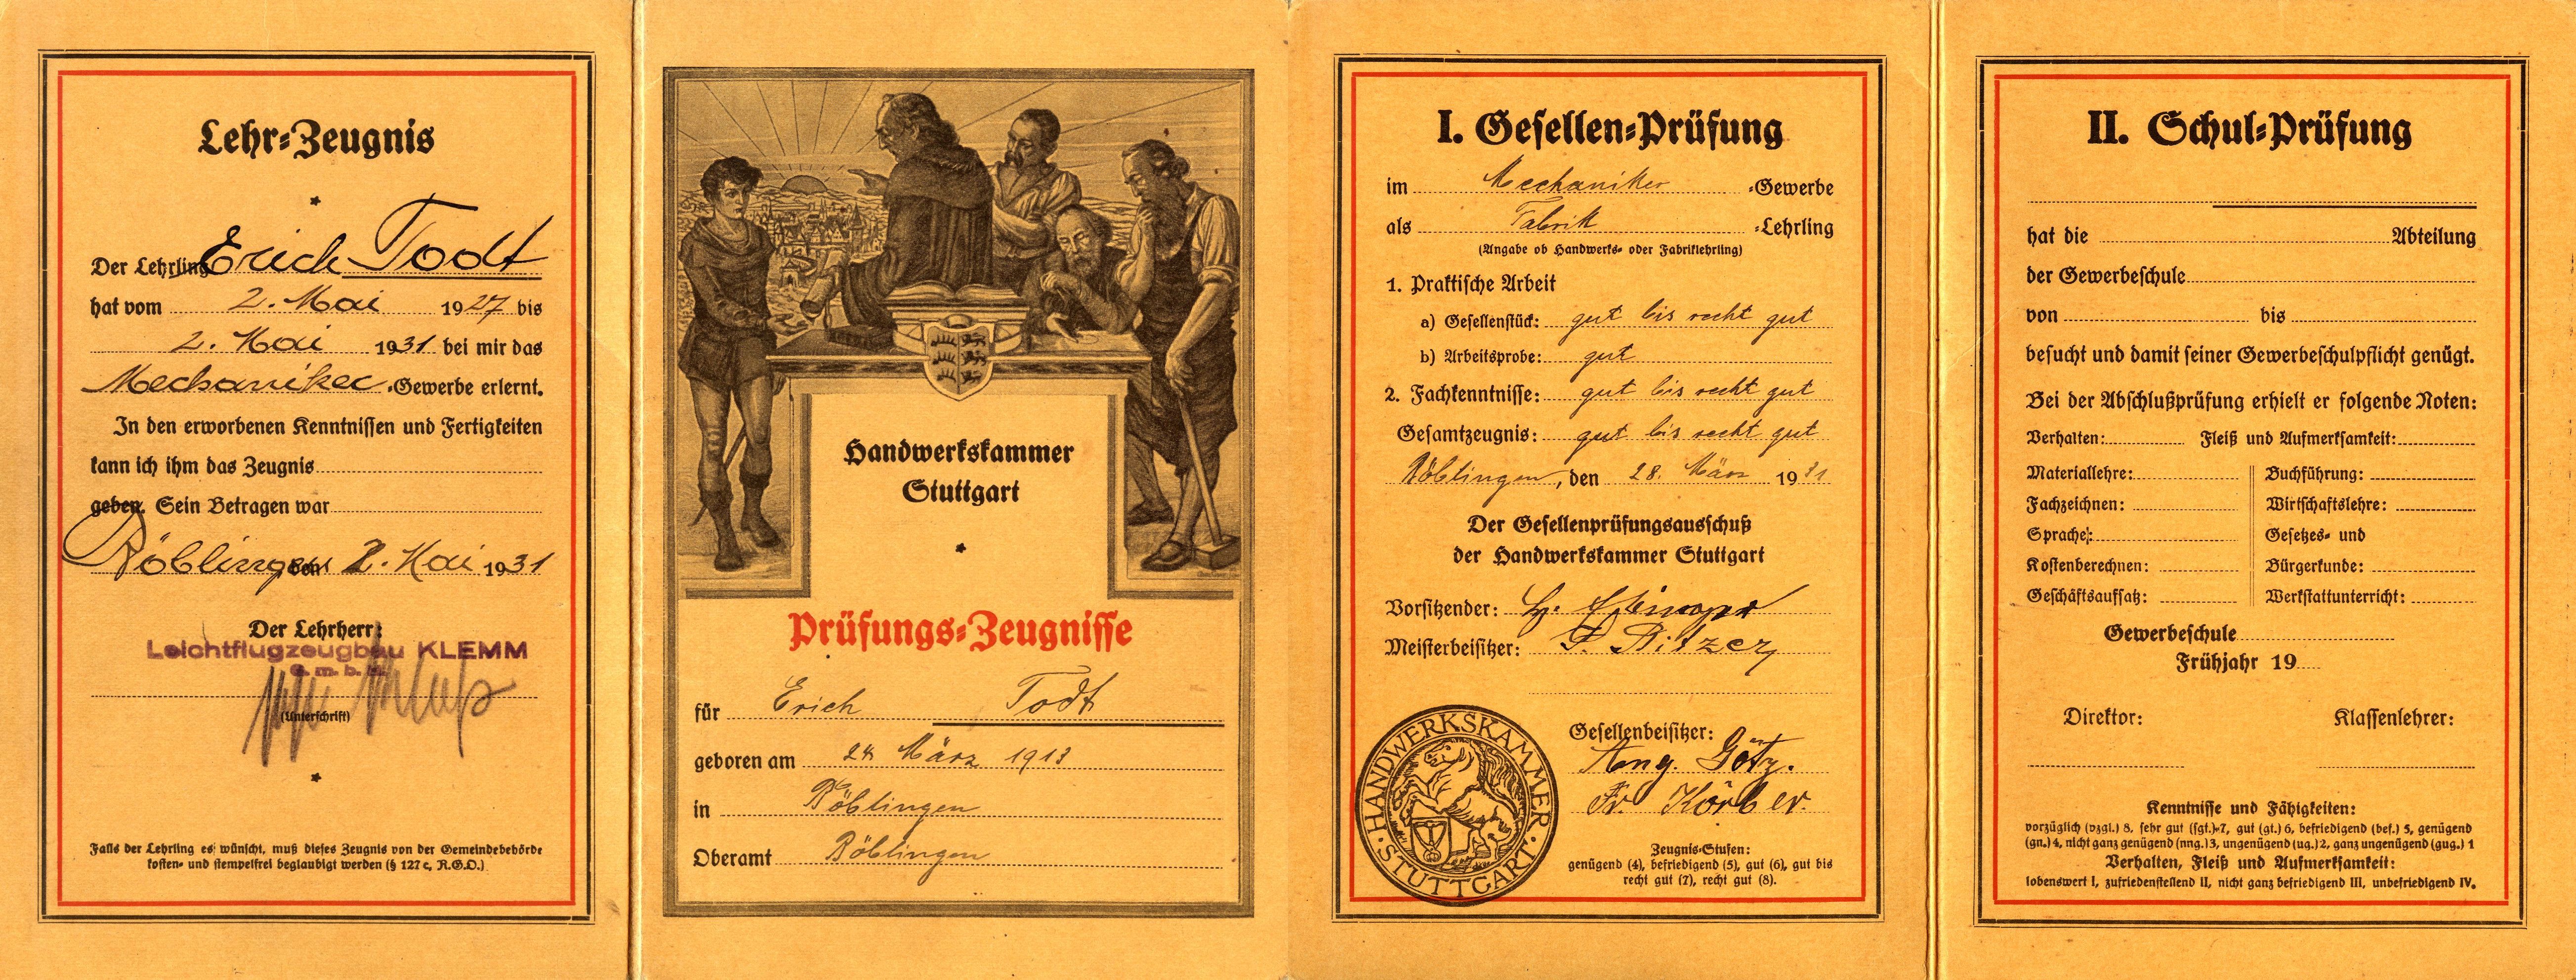 Lehr-Zeugnis
Der Lehrling Erich Todt
hat vom 2. Mai 1927 bis
2. Mai 1931 bei mir das
Mechaniker-Gewerbe erlernt.
In den erworbenen Kenntnissen und Fertigkeiten
kann ich ihm das Zeugnis
geben. Sein Betragen war
Böblingen den 2. Mai 1931
Der Lehrherr:
Leichtflugzeugbau KLEMM
G.m.b.H.
(Unterschrift)
Falls der Lehrling es wünscht, muß dieses Zeugnis von der Gemeindebehörde
kosten- und stempelfrei beglaubigt werden (§ 127 c, R.G.O.)
Handwerkskammer
Stuttgart
Prüfungs-Zeugnisse
für Erich Todt
geboren am 24 März 1913
in Böblingen
Oberamt Böblingen
I. Gesellen-Prüfung
im Mechaniker -Gewerbe
als Fabrik -Lehrling
(Angabe ob Handwerks- oder Fabriklehrling)
1. Praktische Arbeit
a) Gesellenstück: gut bis recht gut
b) Arbeitsprobe: gut
2. Fachkenntnisse: gut bis recht gut
Gesamtzeugnis: gut bis recht gut
Böblingen, den 28. März 1931
Der Gesellenprüfungsausschuß
der Handwerkskammer Stuttgart
Vorsitzender:
Meisterbeisitzer: Bitzer
Gesellenbeisitzer:
Aug. Götz.
Fr. Körber.
HANDWERKSKAMMER · STUTTGART ·
Zeugnis-Stufen:
genügend (4), befriedigend (5), gut (6), gut bis
recht gut (7), recht gut (8).
II. Schul-Prüfung
hat die Abteilung
der Gewerbeschule
von bis
besucht und damit seiner Gewerbeschulpflicht genügt.
Bei der Abschlußprüfung erhielt er folgende Noten:
Verhalten: Fleiß und Aufmerksamkeit:
Materiallehre: Buchführung:
Fachzeichnen: Wirtschaftslehre:
Sprache: Gesetzes- und
Kostenberechnen: Bürgerkunde:
Geschäftsaufsatz: Werkstattunterricht:
Gewerbeschule
Frühjahr 19
Direktor: Klassenlehrer:
Kenntnisse und Fähigkeiten:
vorzüglich (vzgl.) 8, sehr gut (sgt.) 7, gut (gt.) 6, befriedigend (bef.) 5, genügend
(gn.) 4, nicht ganz genügend (nng.) 3, ungenügend (ug.) 2, ganz ungenügend (gug.) 1
Verhalten, Fleiß und Aufmerksamkeit:
lobenswert I, zufriedenstellend II, nicht ganz befriedigend III, unbefriedigend IV.